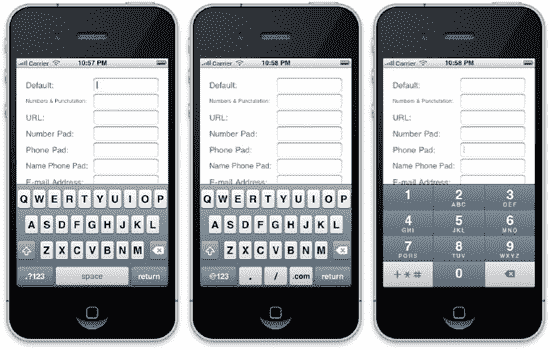 Carrier 10:57 PM
Default:
Numbers & Punctuation:
URL:
Number Pad:
Phone Pad:
Name Phone Pad:
E-mail Address:
Q W E R T Y U I O P
A S D F G H J K L
Z X C V B N M
.?123 space return
Carrier 10:58 PM
Default:
Numbers & Punctuation:
URL:
Number Pad:
Phone Pad:
Name Phone Pad:
E-mail Address:
Q W E R T Y U I O P
A S D F G H J K L
Z X C V B N M
@123 . / .com return
Carrier 10:58 PM
Default:
Numbers & Punctuation:
URL:
Number Pad:
Phone Pad:
Name Phone Pad:
E-mail Address:
1 2 3
ABC DEF
4 5 6
GHI JKL MNO
7 8 9
PQRS TUV WXYZ
+ * # 0